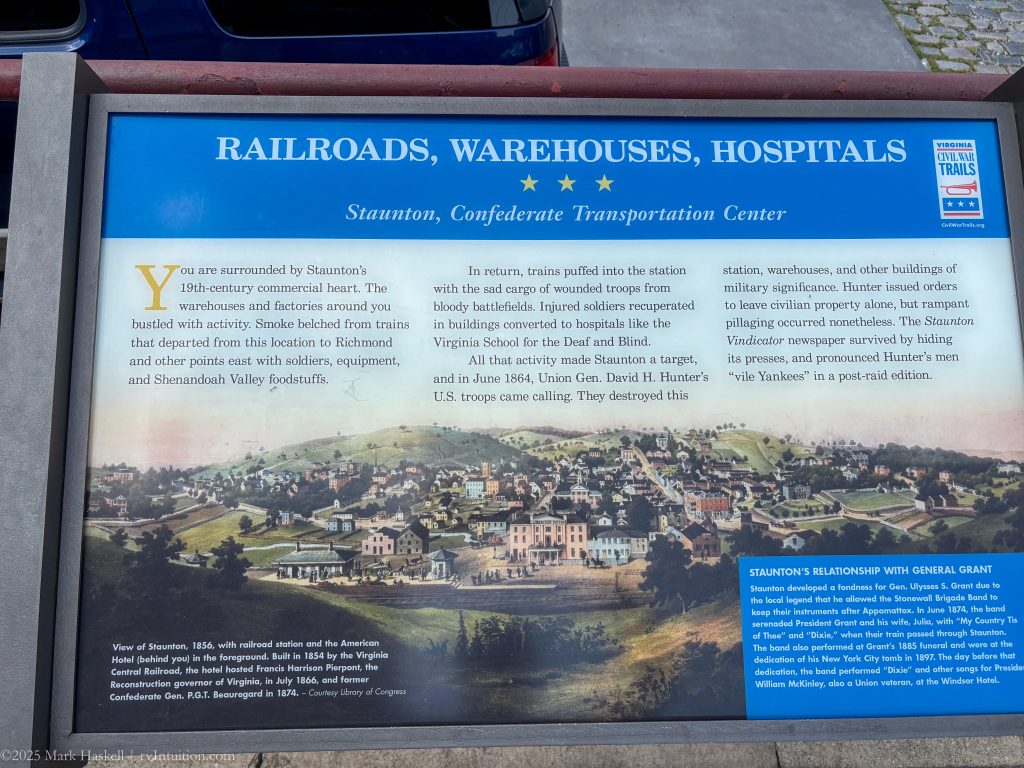 RAILROADS, WAREHOUSES, HOSPITALS
Staunton, Confederate Transportation Center
VIRGINIA
CIVIL WAR
TRAILS
CivilWarTrails.org
You are surrounded by Staunton's
19th-century commercial heart. The
warehouses and factories around you
bustled with activity. Smoke belched from trains
that departed from this location to Richmond
and other points east with soldiers, equipment,
and Shenandoah Valley foodstuffs.
In return, trains puffed into the station
with the sad cargo of wounded troops from
bloody battlefields. Injured soldiers recuperated
in buildings converted to hospitals like the
Virginia School for the Deaf and Blind.
All that activity made Staunton a target,
and in June 1864, Union Gen. David H. Hunter's
U.S. troops came calling. They destroyed this
station, warehouses, and other buildings of
military significance. Hunter issued orders
to leave civilian property alone, but rampant
pillaging occurred nonetheless. The Staunton
Vindicator newspaper survived by hiding
its presses, and pronounced Hunter's men
“vile Yankees” in a post-raid edition.
View of Staunton, 1856, with railroad station and the American
Hotel (behind you) in the foreground. Built in 1854 by the Virginia
Central Railroad, the hotel hosted Francis Harrison Pierpont, the
Reconstruction governor of Virginia, in July 1866, and former
Confederate Gen. P.G.T. Beauregard in 1874. – Courtesy Library of Congress
STAUNTON'S RELATIONSHIP WITH GENERAL GRANT
Staunton developed a fondness for Gen. Ulysses S. Grant due to
the local legend that he allowed the Stonewall Brigade Band to
keep their instruments after Appomattox. In June 1874, the band
serenaded President Grant and his wife, Julia, with “My Country Tis
of Thee” and “Dixie,” when their train passed through Staunton.
The band also performed at Grant's 1885 funeral and were at the
dedication of his New York City tomb in 1897. The day before that
dedication, the band performed “Dixie” and other songs for Preside
William McKinley, also a Union veteran, at the Windsor Hotel.
©2025 Mark Haskell | rvIntuition.com